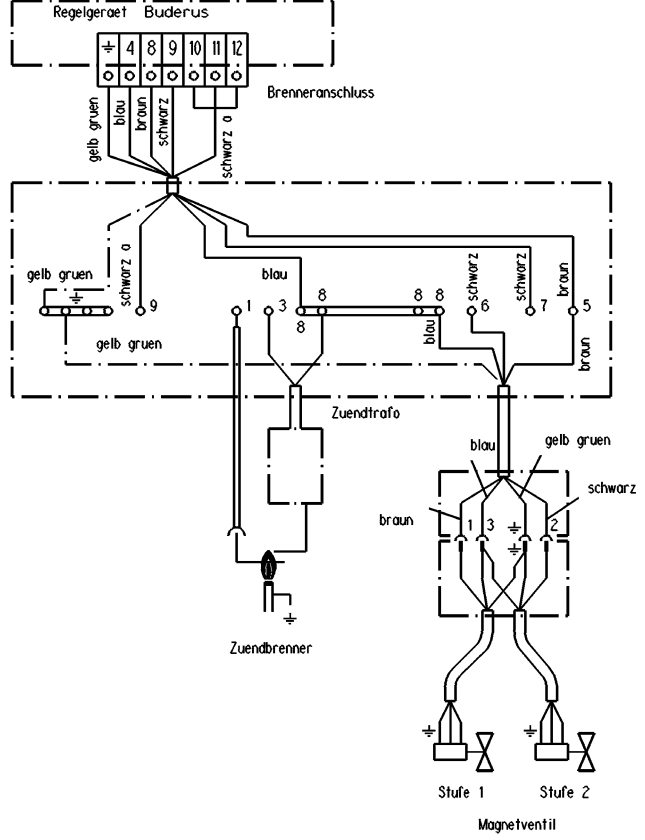 Regelgeraet Buderus
4 8 9 10 11 12
Brenneranschluss
gelb gruen
blau
braun
schwarz
schwarz a
gelb gruen
schwarz a
9
blau
1
3
8
8
8 8
schwarz
6
schwarz
7
braun
5
gelb gruen
blau
braun
Zuendtrafo
blau
gelb gruen
schwarz
braun
1 3 2
Zuendbrenner
Stufe 1
Stufe 2
Magnetventil